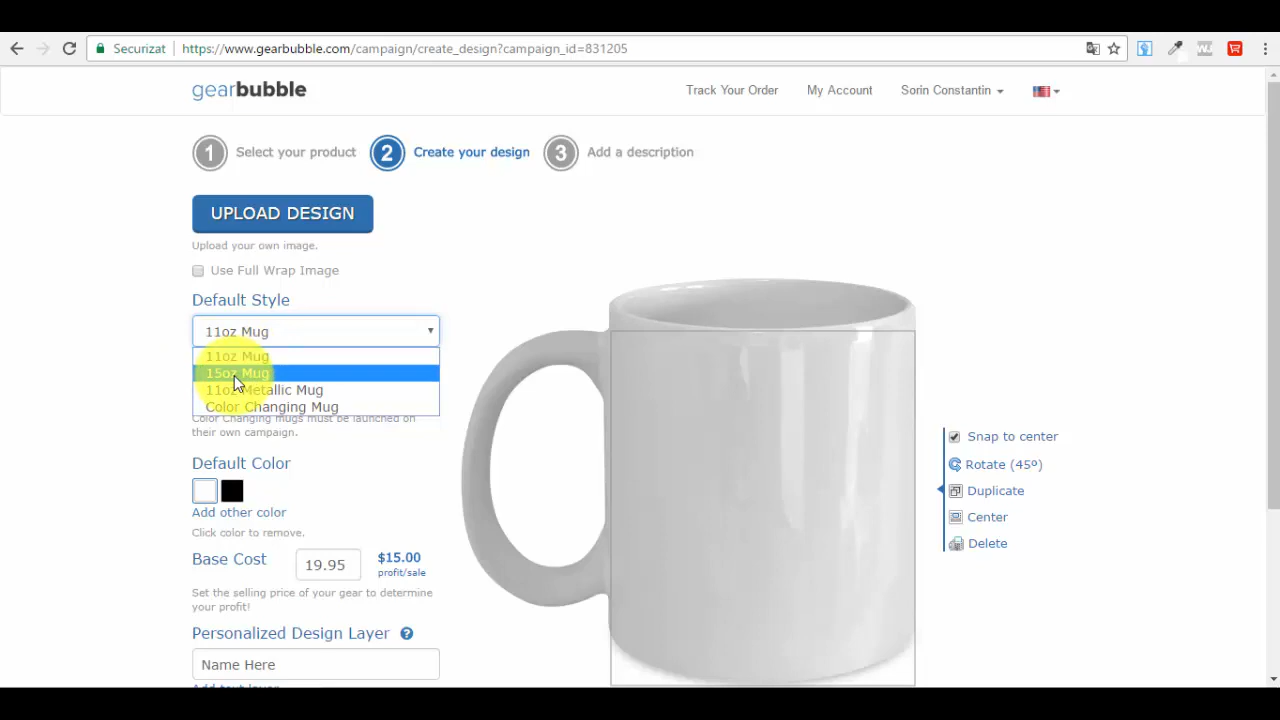 Securizat
https://www.gearbubble.com/campaign/create_design?campaign_id=831205
gearbubble
Track Your Order
My Account
Sorin Constantin
1 Select your product
2 Create your design
3 Add a description
UPLOAD DESIGN
Upload your own image.
Use Full Wrap Image
Default Style
11oz Mug
11oz Mug
15oz Mug
11oz Metallic Mug
Color Changing Mug
Color Changing mugs must be launched on
their own campaign.
Default Color
Add other color
Click color to remove.
Base Cost
19.95
$15.00
profit/sale
Set the selling price of your gear to determine
your profit!
Personalized Design Layer ?
Name Here
Add text layer
Snap to center
Rotate (45º)
Duplicate
Center
Delete